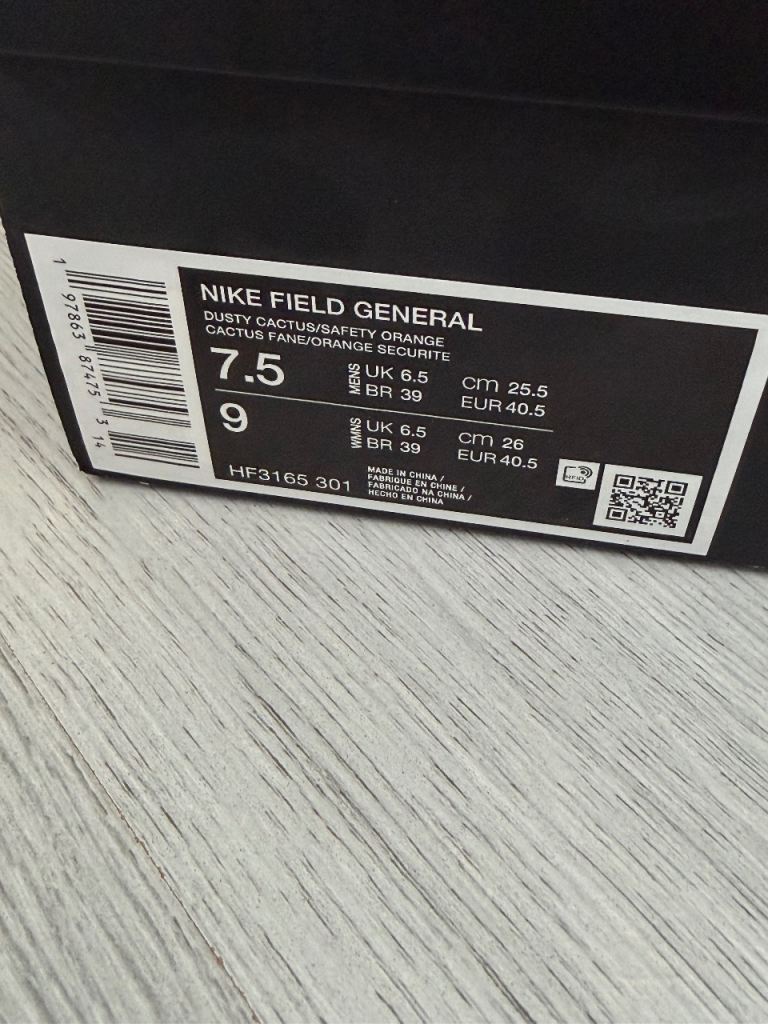 1 97863 87475 3 14
NIKE FIELD GENERAL
DUSTY CACTUS/SAFETY ORANGE
CACTUS FANE/ORANGE SECURITE
7.5 MENS UK 6.5 cm 25.5
BR 39 EUR 40.5
9 WMNS UK 6.5 cm 26
BR 39 EUR 40.5
HF3165 301
MADE IN CHINA /
FABRIQUE EN CHINE /
FABRICADO NA CHINA /
HECHO EN CHINA
RFID